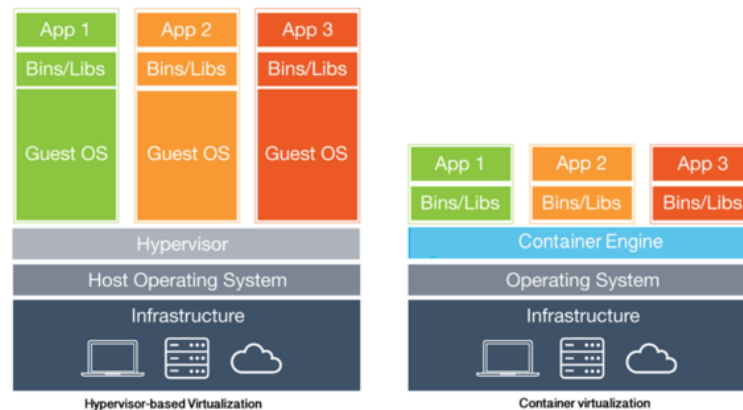 App 1
App 2
App 3
Bins/Libs
Bins/Libs
Bins/Libs
Guest OS
Guest OS
Guest OS
Hypervisor
Host Operating System
Infrastructure
Hypervisor-based Virtualization
App 1
App 2
App 3
Bins/Libs
Bins/Libs
Bins/Libs
Container Engine
Operating System
Infrastructure
Container virtualization